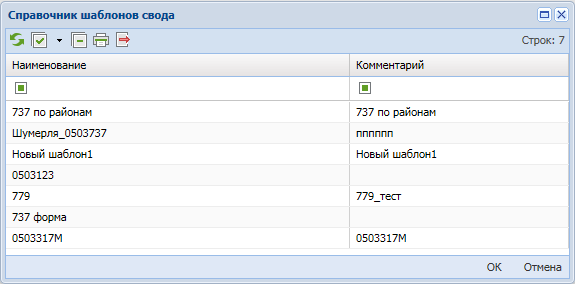 Справочник шаблонов свода
Строк: 7
Наименование Комментарий
737 по районам 737 по районам
Шумерля_0503737 пппппп
Новый шаблон1 Новый шаблон1
0503123
779 779_тест
737 форма
0503317М 0503317М
ОК Отмена